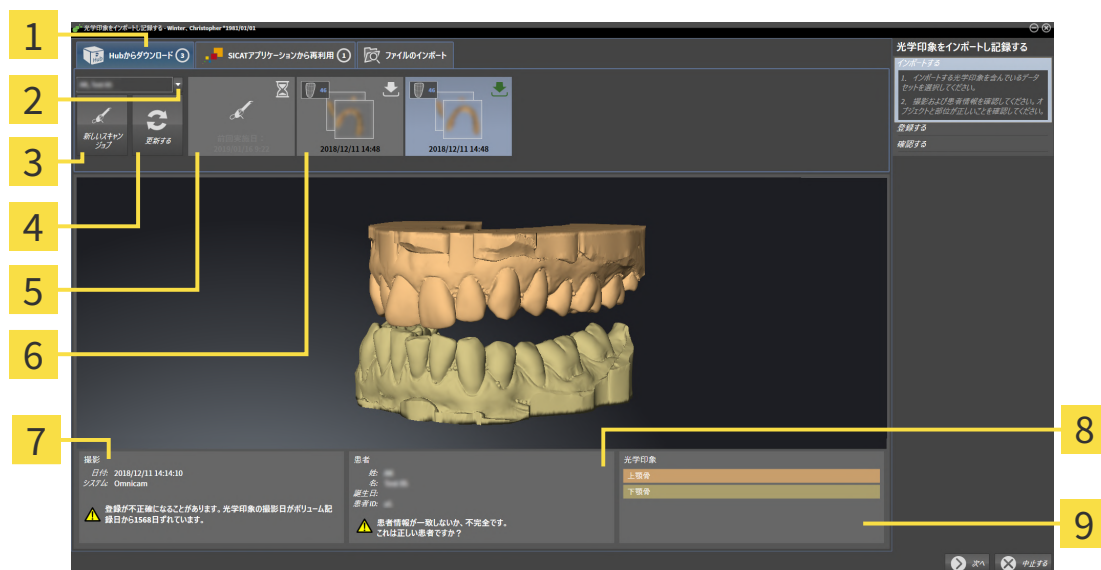 光学印象をインポートし記録する - Winter, Christopher *1981/01/01
1
Hubからダウンロード 3
SICATアプリケーションから再利用 1
ファイルのインポート
光学印象をインポートし記録する
インポートする
1. インポートする光学印象を含んでいるデータ
セットを選択してください。
2. 撮影および患者情報を確認してください。オ
ブジェクトと部位が正しいことを確認してください。
登録する
確認する
2
新しいスキャン
ジョブ
更新する
46
2018/12/11 14:48
46
2018/12/11 14:48
3
4
5
6
7
8
9
撮影
日付: 2018/12/11 14:14:10
システム: Omnicam
登録が不正確になることがあります。光学印象の撮影日がボリューム記
録日から1568日ずれています。
患者
姓:
名:
誕生日:
患者ID:
患者情報が一致しないか、不完全です。
これは正しい患者ですか？
光学印象
上顎骨
下顎骨
次へ
中止する